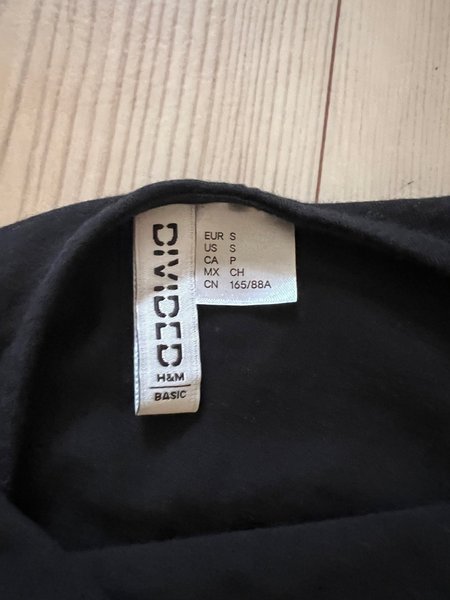 DIVIDED
H&M
BASIC
EUR S
US S
CA P
MX CH
CN 165/88A